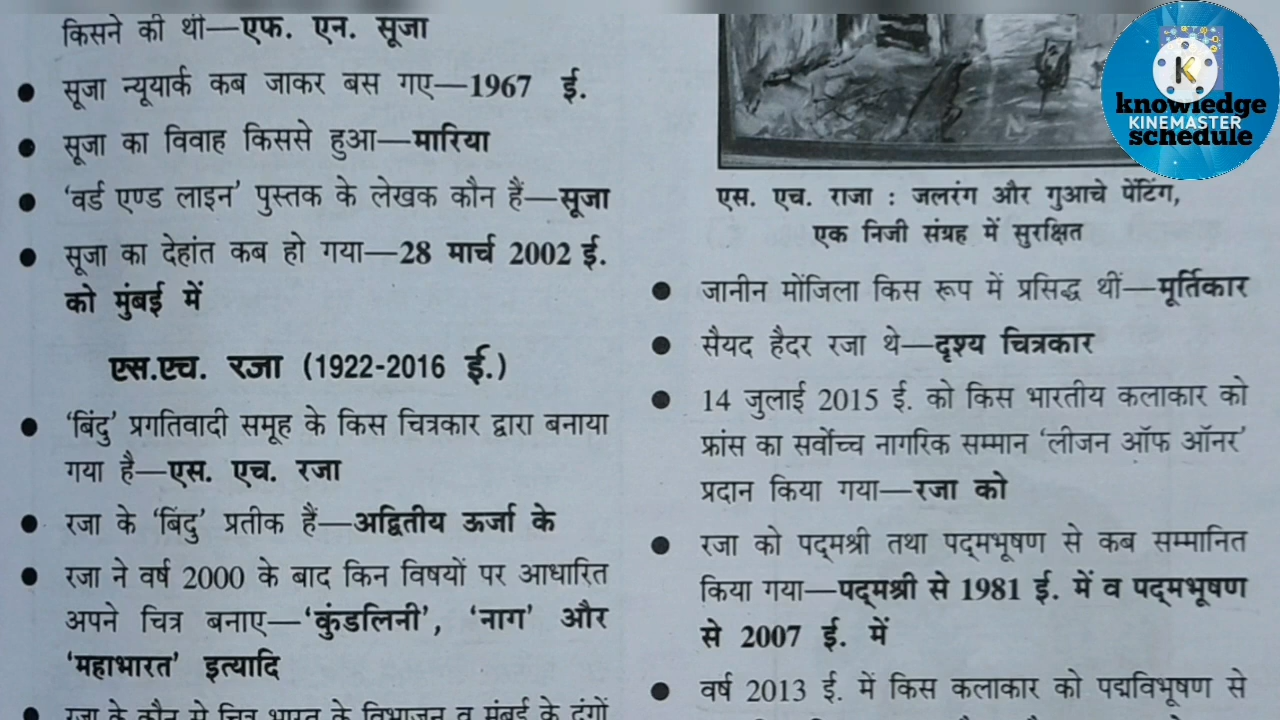 किसने की थी—एफ. एन. सूजा
सूजा न्यूयार्क कब जाकर बस गए—1967 ई.
सूजा का विवाह किससे हुआ—मारिया
‘वर्ड एण्ड लाइन’ पुस्तक के लेखक कौन हैं—सूजा
सूजा का देहांत कब हो गया—28 मार्च 2002 ई.
को मुंबई में
एस.एच. रजा (1922-2016 ई.)
‘बिंदु’ प्रगतिवादी समूह के किस चित्रकार द्वारा बनाया
गया है—एस. एच. रजा
रजा के ‘बिंदु’ प्रतीक हैं—अद्वितीय ऊर्जा के
रजा ने वर्ष 2000 के बाद किन विषयों पर आधारित
अपने चित्र बनाए—‘कुंडलिनी’, ‘नाग’ और
‘महाभारत’ इत्यादि
रजा के कौन से चित्र भारत के विभाजन व मुंबई के दंगों
एस. एच. राजा : जलरंग और गुआचे पेंटिंग,
एक निजी संग्रह में सुरक्षित
जानीन मोंजिला किस रूप में प्रसिद्ध थीं—मूर्तिकार
सैयद हैदर रजा थे—दृश्य चित्रकार
14 जुलाई 2015 ई. को किस भारतीय कलाकार को
फ्रांस का सर्वोच्च नागरिक सम्मान ‘लीजन ऑफ ऑनर’
प्रदान किया गया—रजा को
रजा को पद्मश्री तथा पद्मभूषण से कब सम्मानित
किया गया—पद्मश्री से 1981 ई. में व पद्मभूषण
से 2007 ई. में
वर्ष 2013 ई. में किस कलाकार को पद्मविभूषण से
K
knowledge
KINEMASTER
schedule